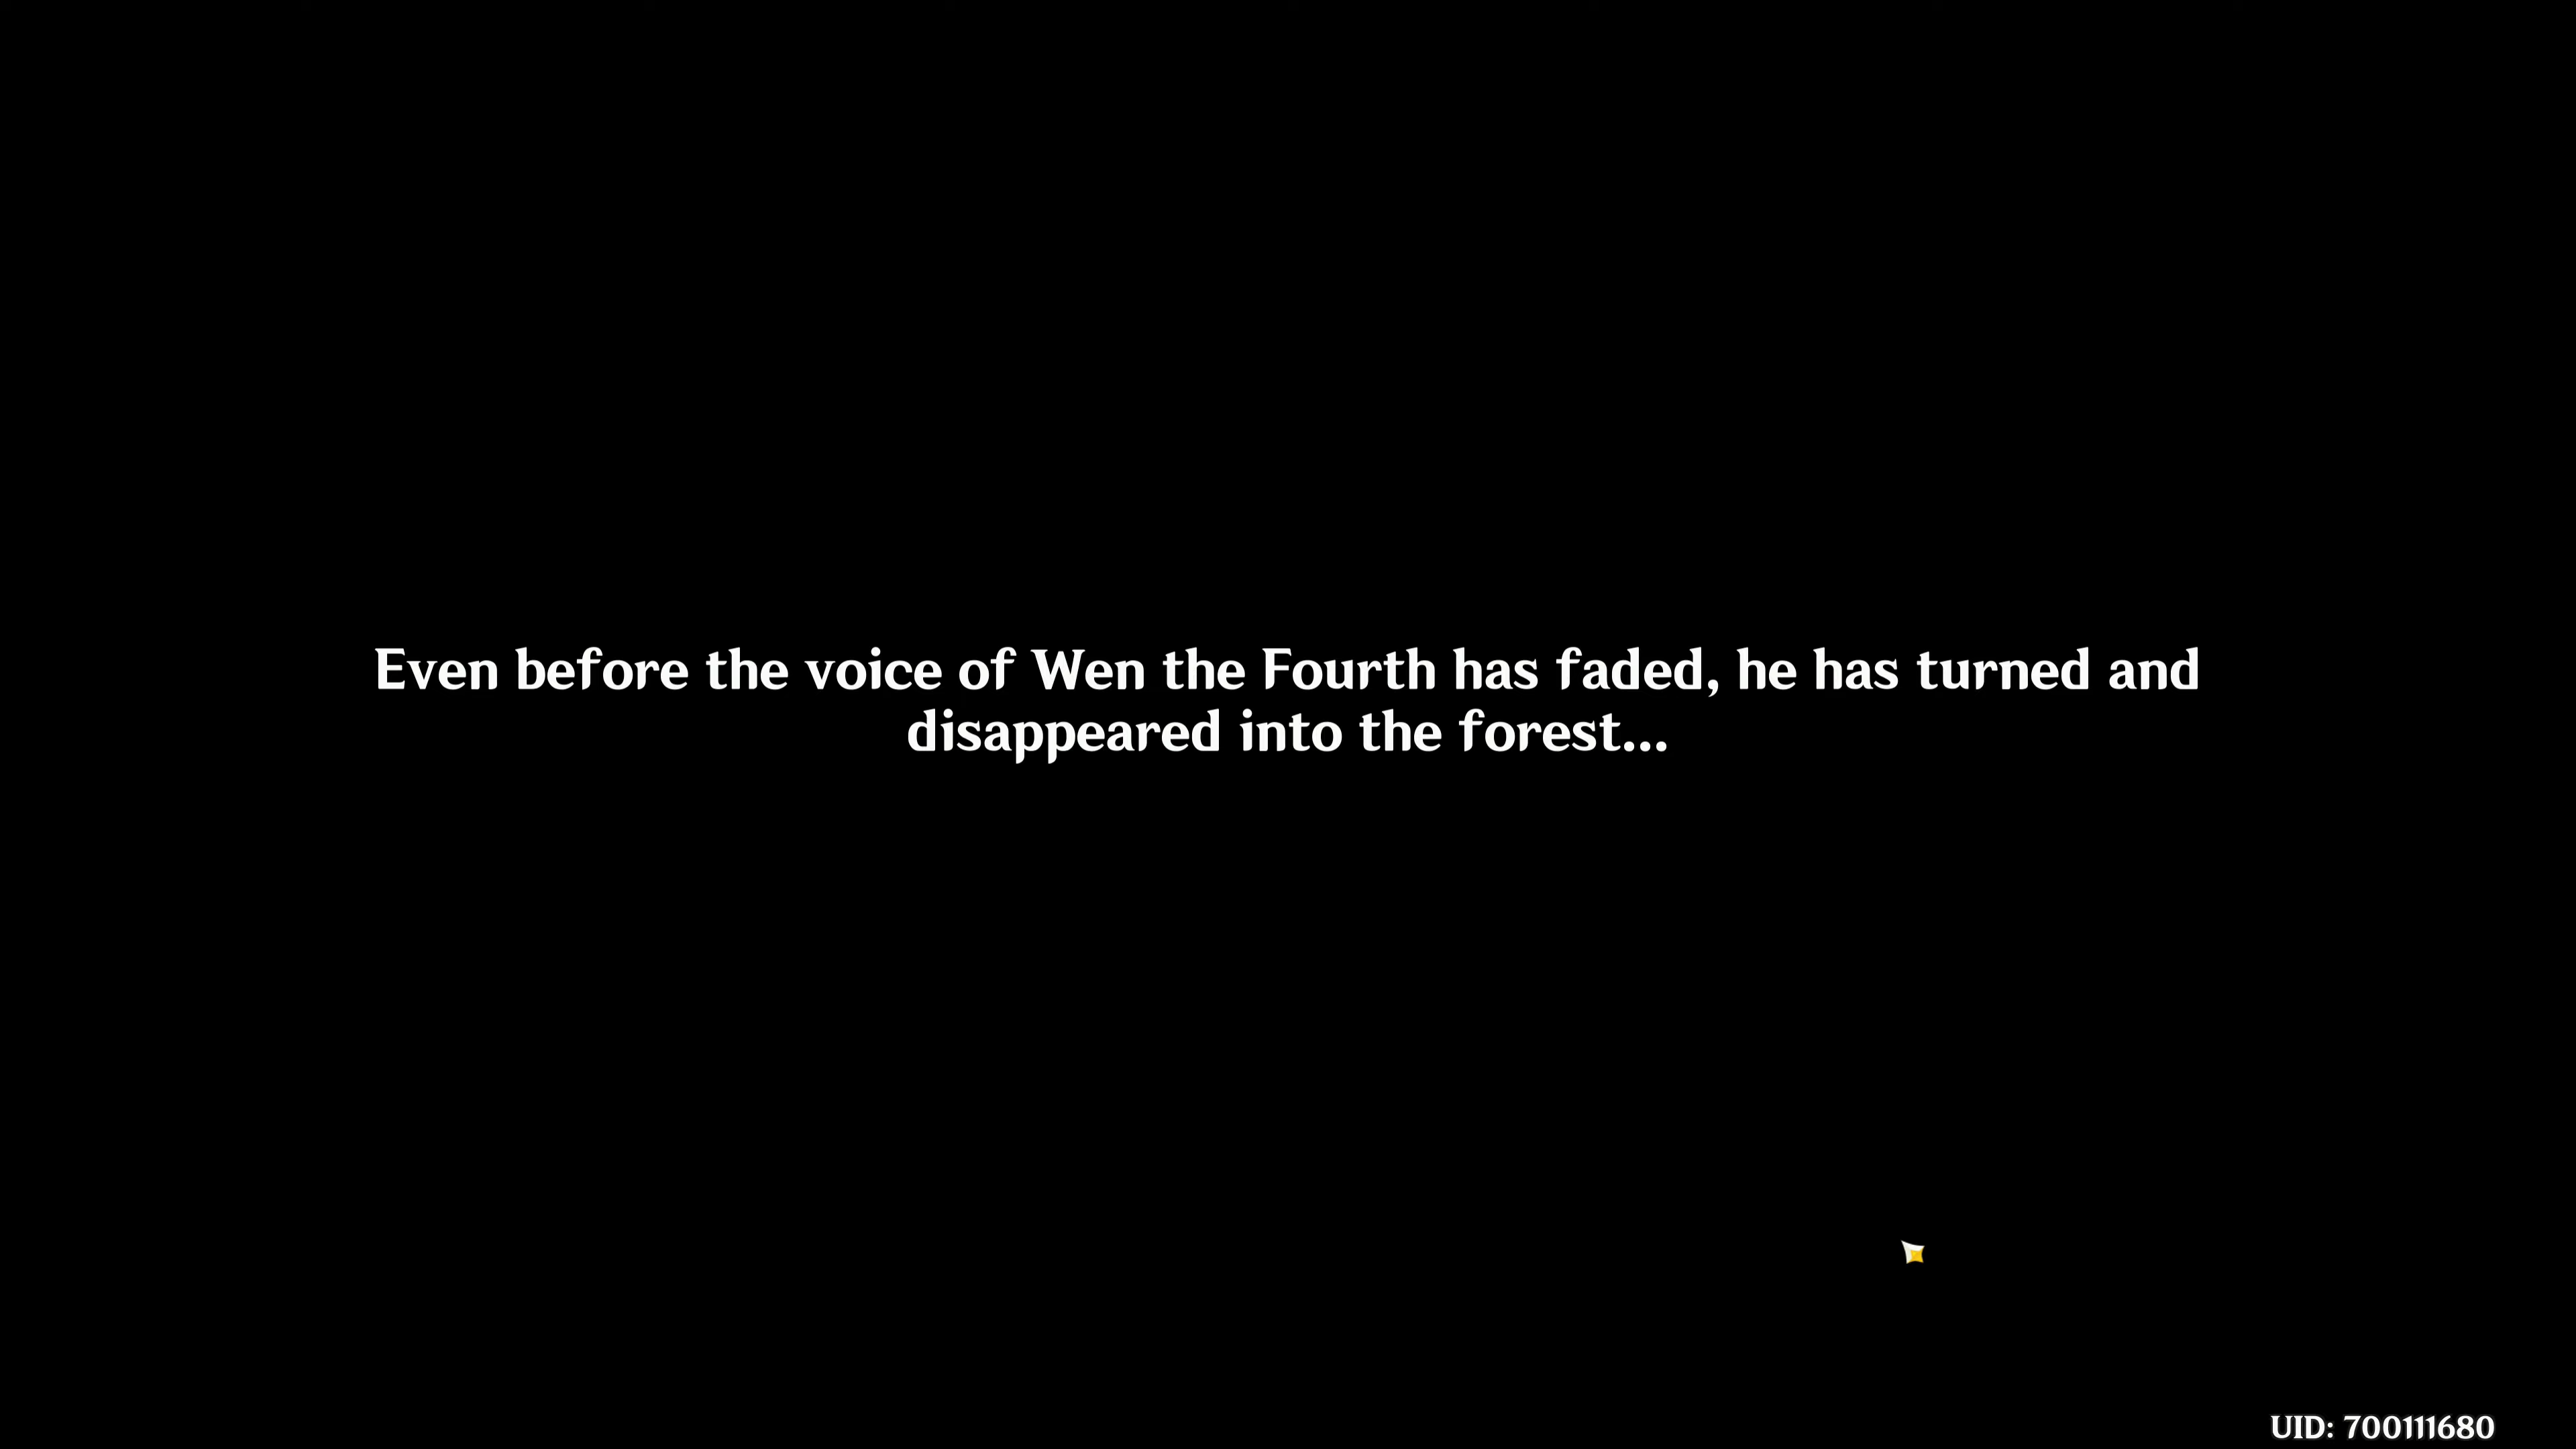 Even before the voice of Wen the Fourth has faded, he has turned and
disappeared into the forest...
UID: 700111680